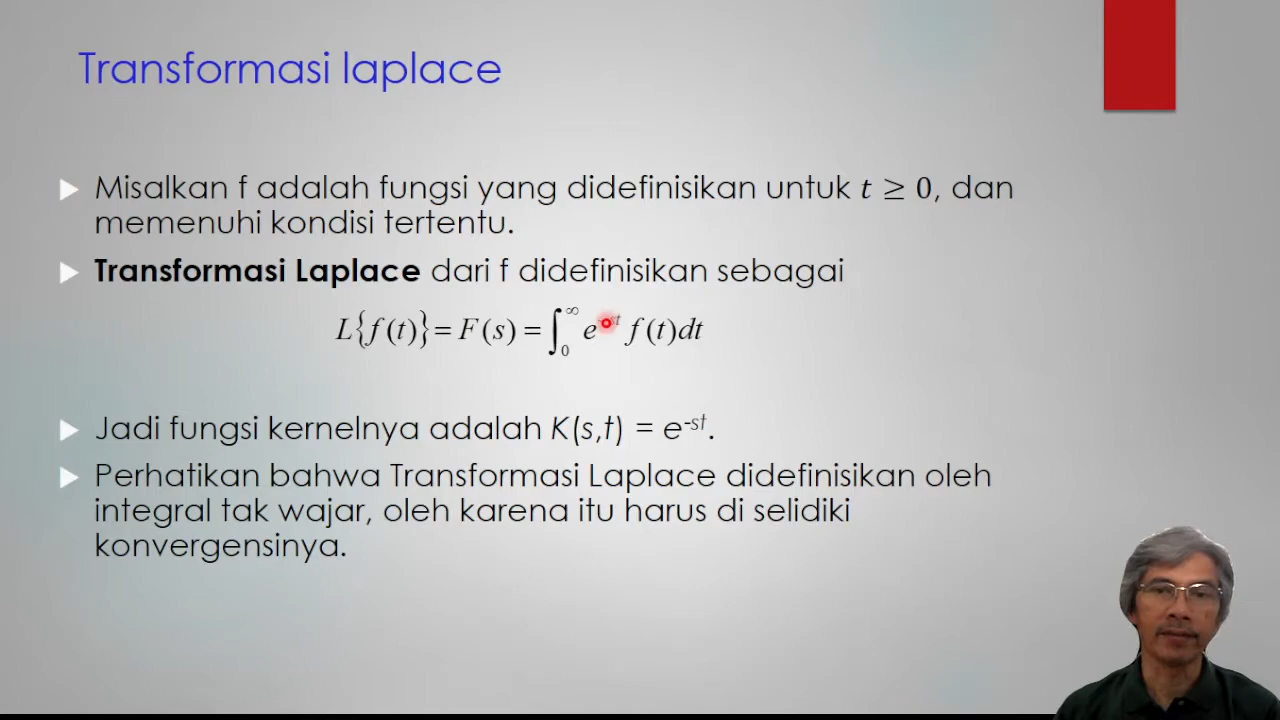 Transformasi laplace
Misalkan f adalah fungsi yang didefinisikan untuk t ≥ 0, dan
memenuhi kondisi tertentu.
Transformasi Laplace dari f didefinisikan sebagai
L{f(t)} = F(s) = ∫₀^∞ e^-st f(t)dt
Jadi fungsi kernelnya adalah K(s,t) = e^-st.
Perhatikan bahwa Transformasi Laplace didefinisikan oleh
integral tak wajar, oleh karena itu harus di selidiki
konvergensinya.